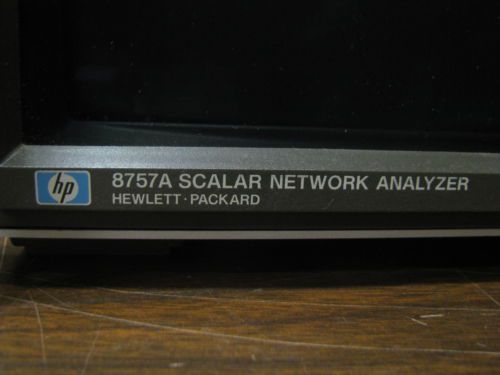 hp
8757A SCALAR NETWORK ANALYZER
HEWLETT·PACKARD